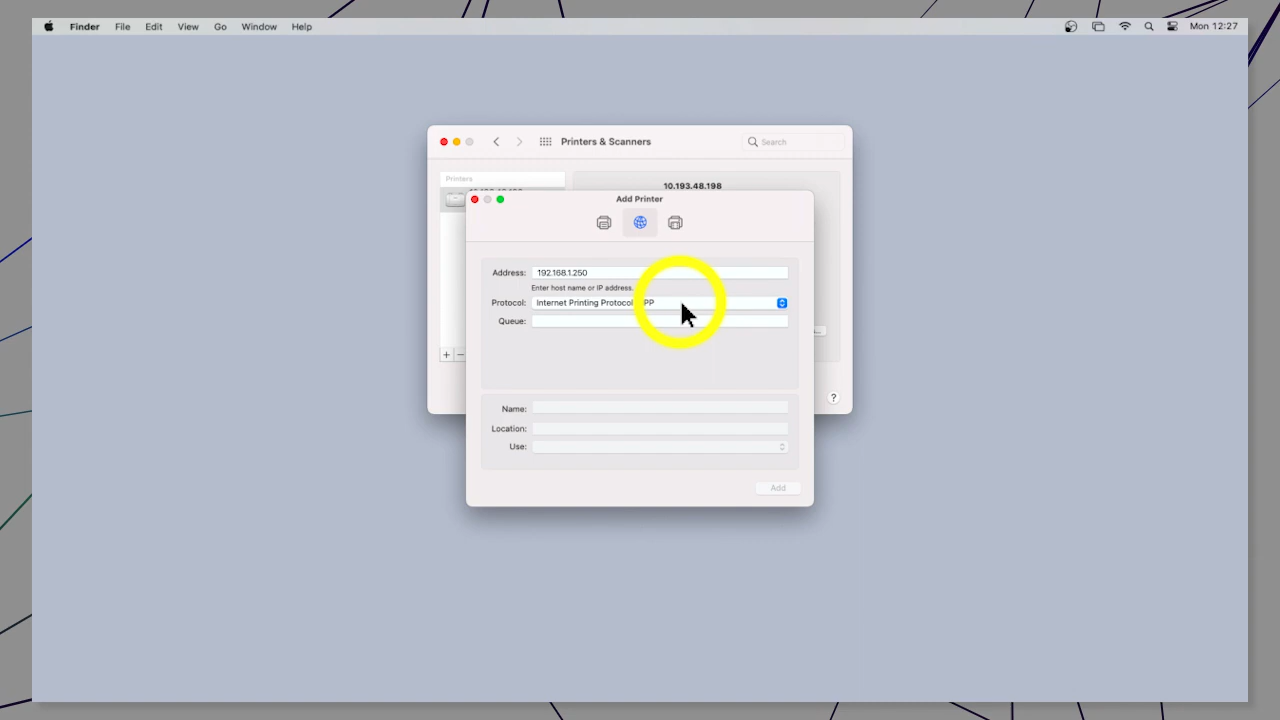 Finder File Edit View Go Window Help Mon 12:27
Printers & Scanners Search
Printers
10.193.48.198
Add Printer
Address: 192.168.1.250
Enter host name or IP address.
Protocol: Internet Printing Protocol PP
Queue:
Name:
Location:
Use:
Add
+ −
?